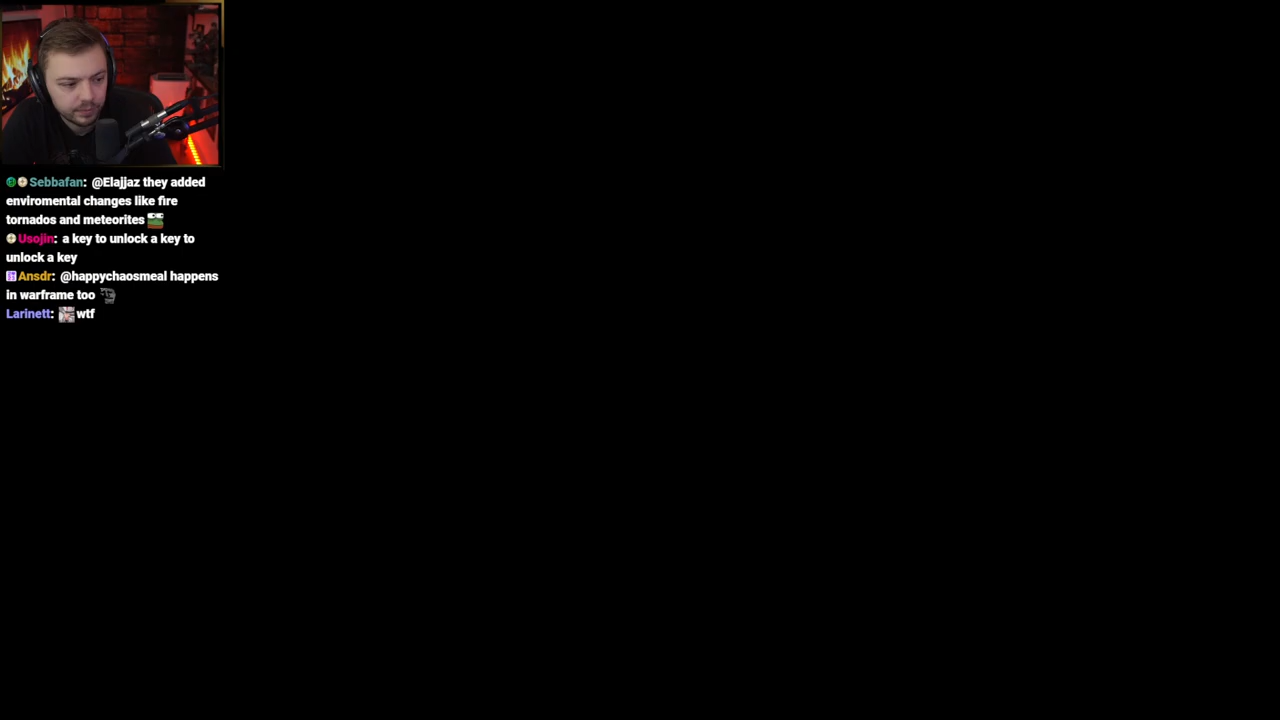 Sebbafan: @Elajjaz they added
enviromental changes like fire
tornados and meteorites
Usojin: a key to unlock a key to
unlock a key
Ansdr: @happychaosmeal happens
in warframe too
Larinett: wtf